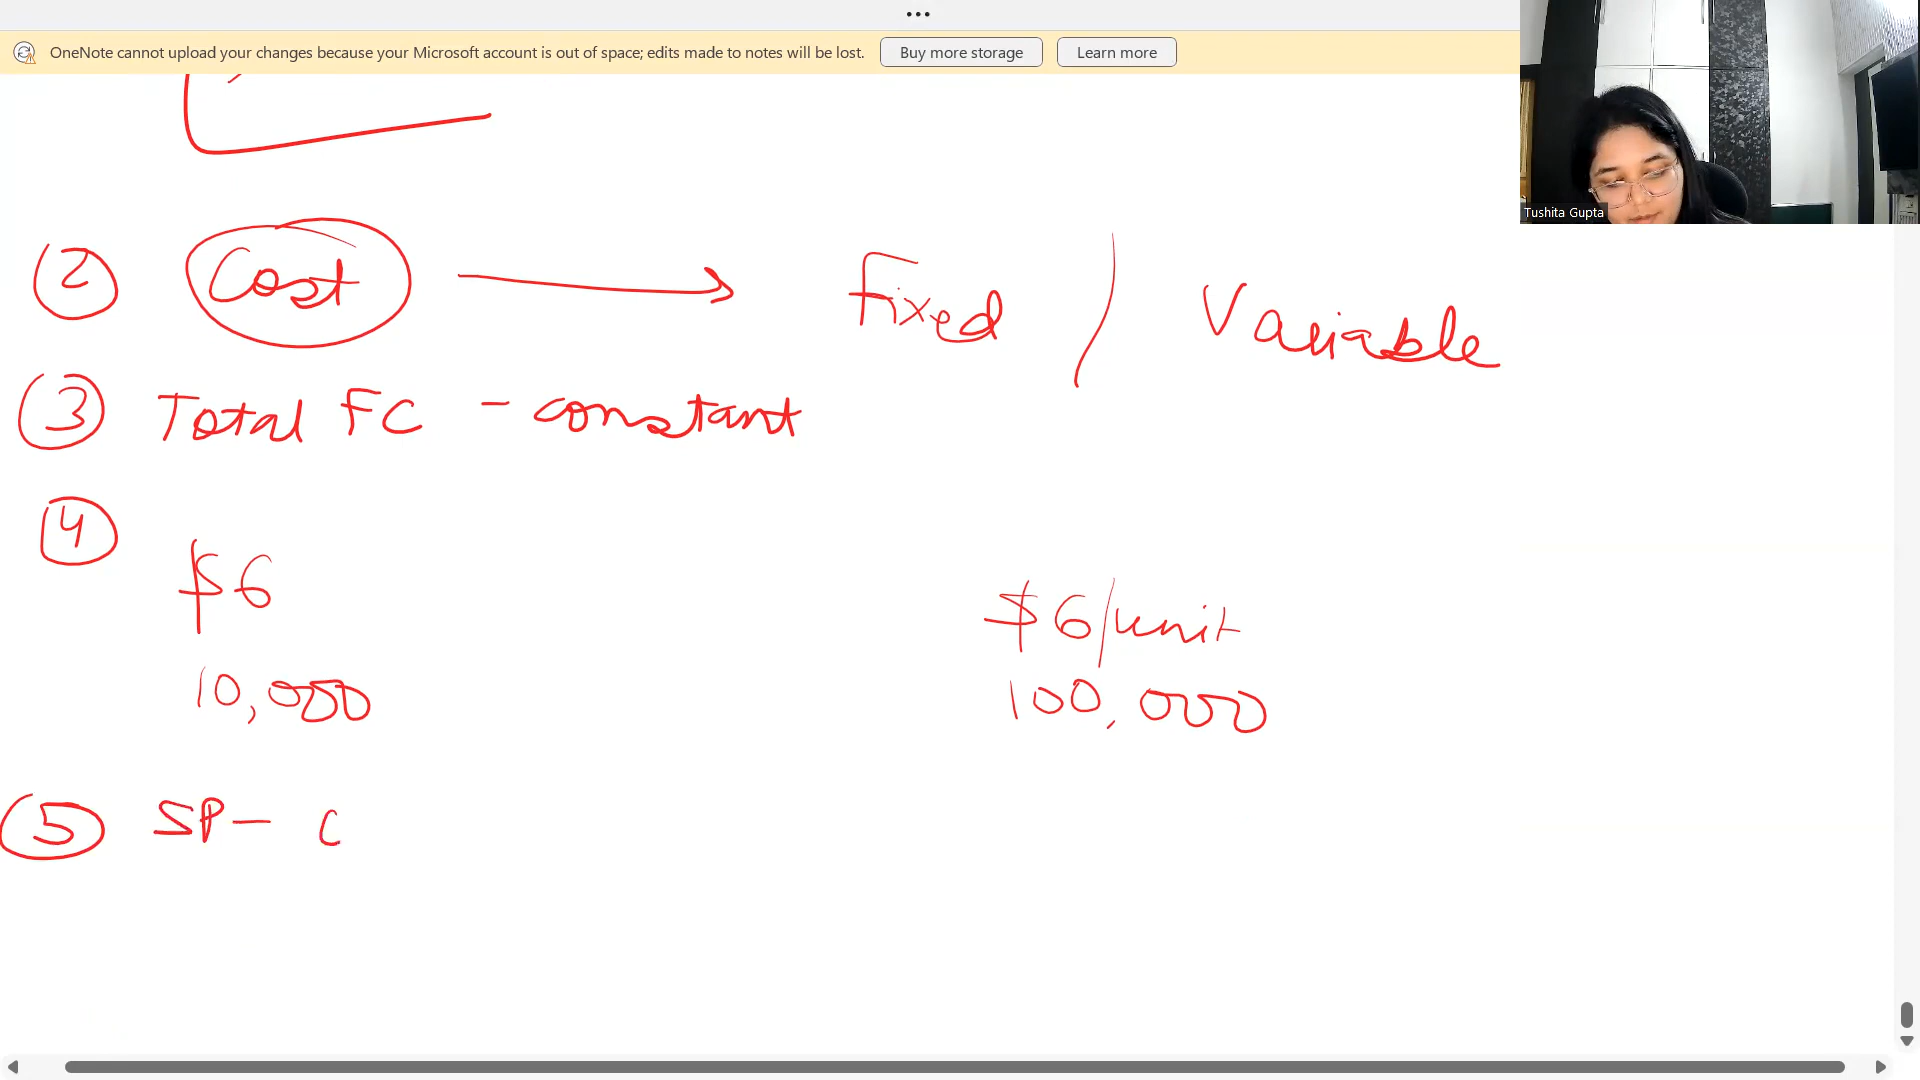 •••
OneNote cannot upload your changes because your Microsoft account is out of space; edits made to notes will be lost. Buy more storage Learn more
Tushita Gupta
2 Cost → Fixed / Variable
3 Total FC - constant
4
$6 $6/unit
10,000 100,000
5 SP - C